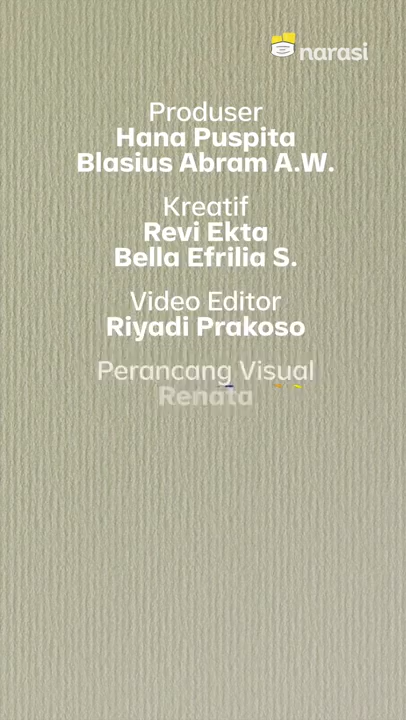 narasi
Produser
Hana Puspita
Blasius Abram A.W.
Kreatif
Revi Ekta
Bella Efrilia S.
Video Editor
Riyadi Prakoso
Perancang Visual
Renata